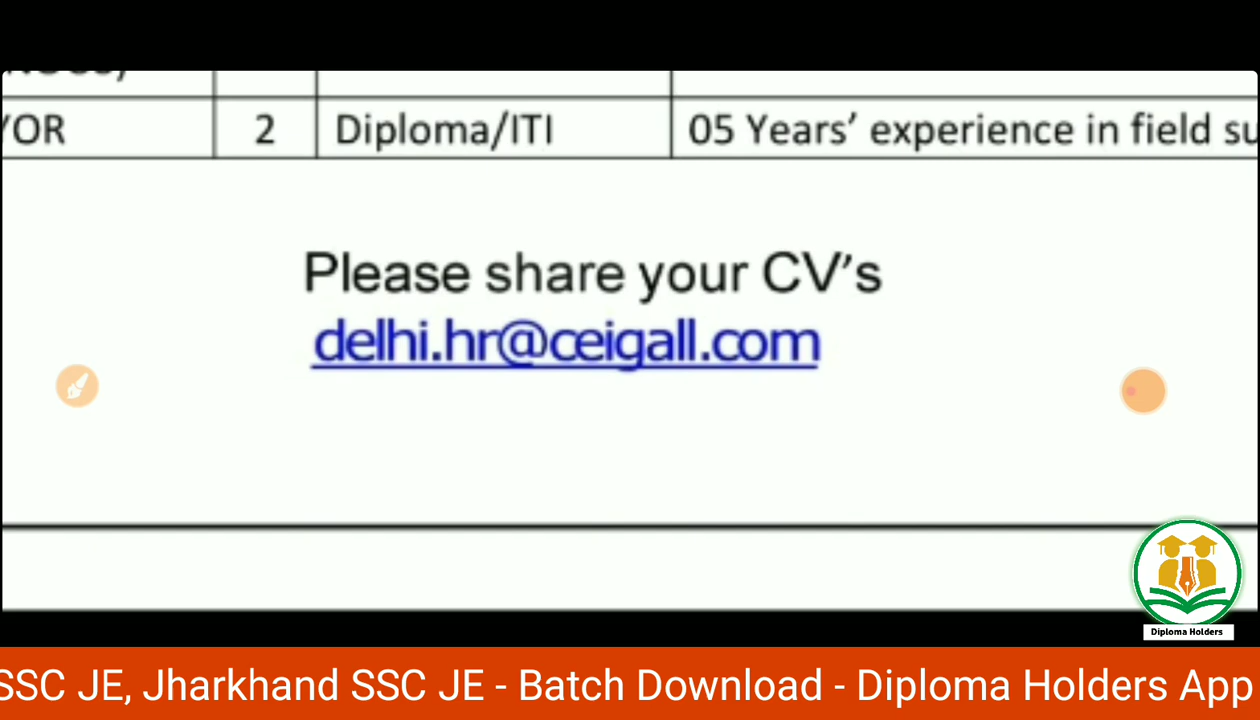 /OR 2 Diploma/ITI 05 Years’ experience in field su
Please share your CV’s
delhi.hr@ceigall.com
Diploma Holders
SSC JE, Jharkhand SSC JE - Batch Download - Diploma Holders App